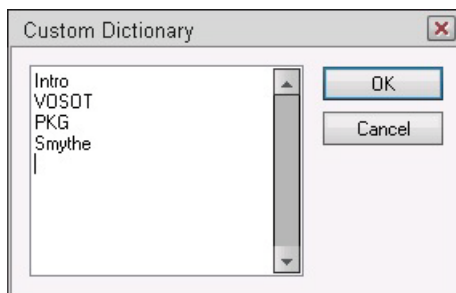 Custom Dictionary
Intro
VOSOT
PKG
Smythe
OK
Cancel